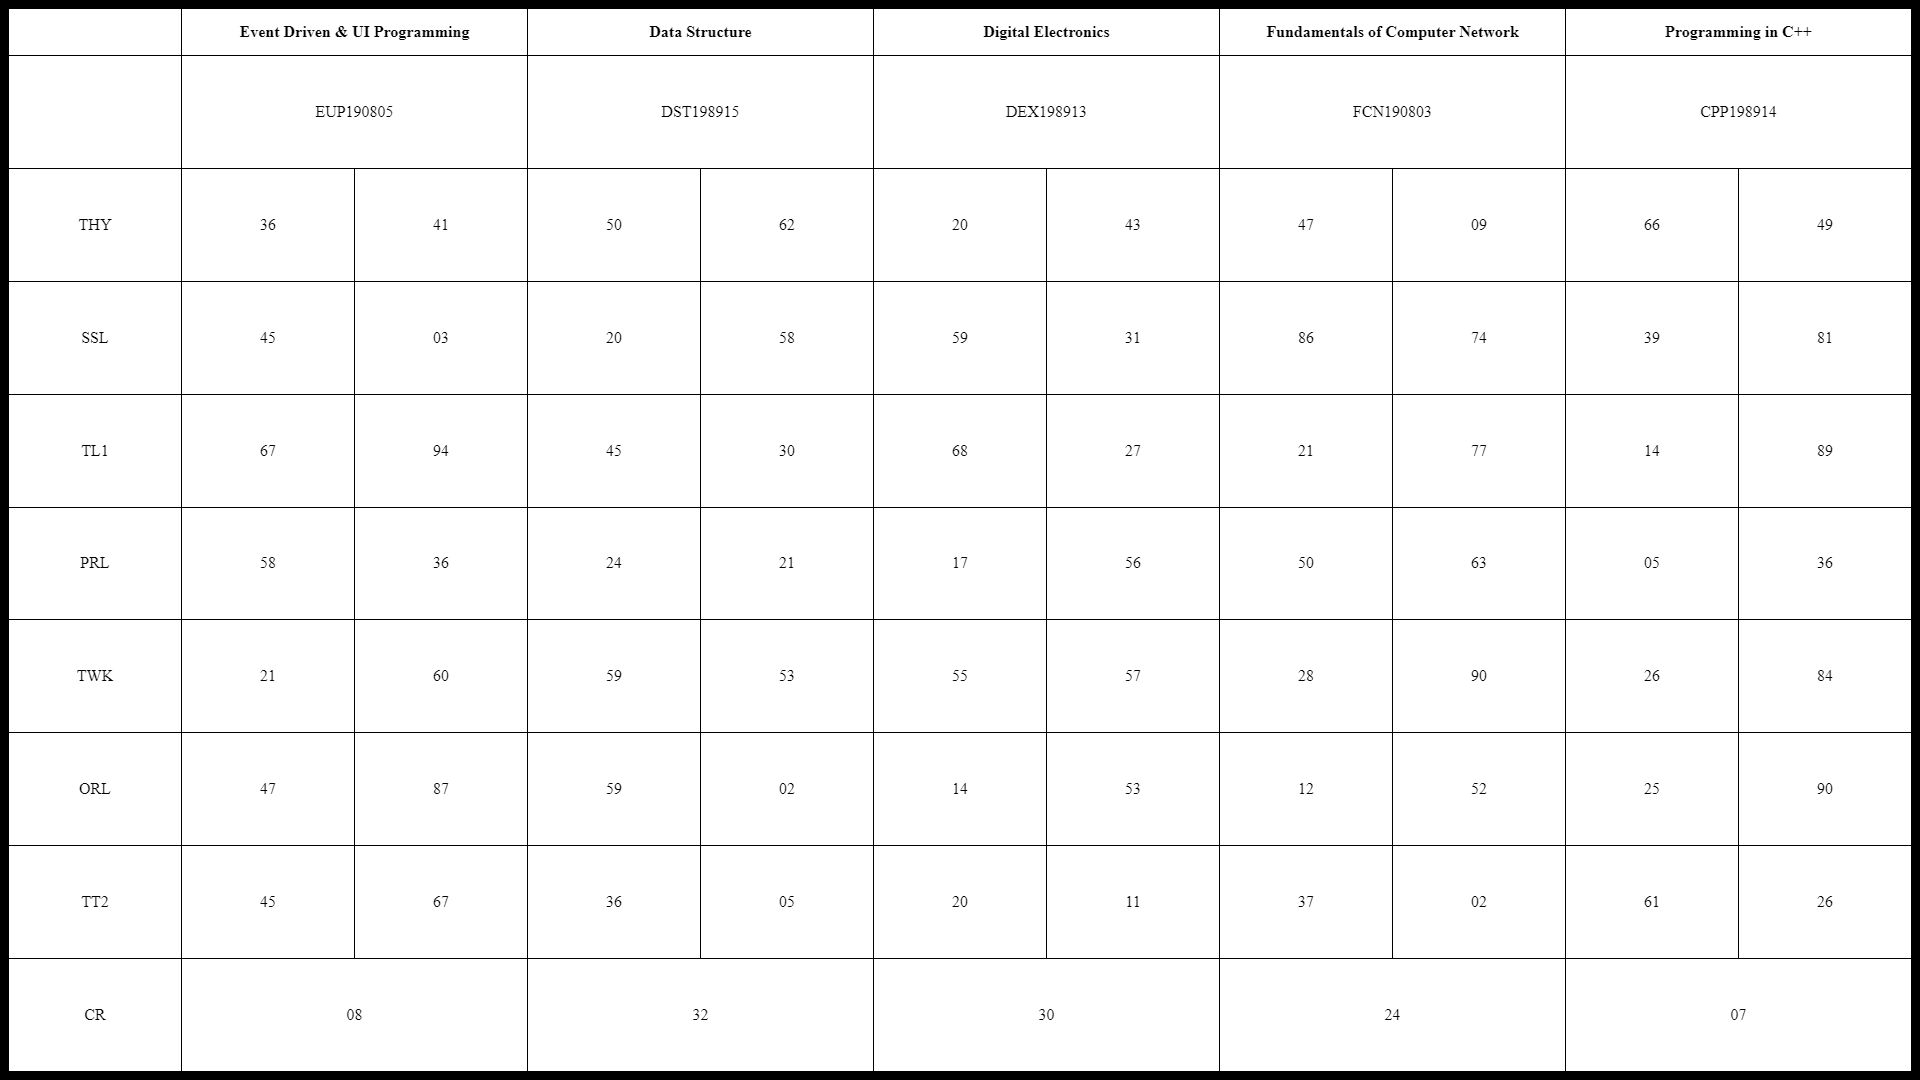 Event Driven & UI Programming Data Structure Digital Electronics Fundamentals of Computer Network Programming in C++
EUP190805 DST198915 DEX198913 FCN190803 CPP198914
THY 36 41 50 62 20 43 47 09 66 49
SSL 45 03 20 58 59 31 86 74 39 81
TL1 67 94 45 30 68 27 21 77 14 89
PRL 58 36 24 21 17 56 50 63 05 36
TWK 21 60 59 53 55 57 28 90 26 84
ORL 47 87 59 02 14 53 12 52 25 90
TT2 45 67 36 05 20 11 37 02 61 26
CR 08 32 30 24 07